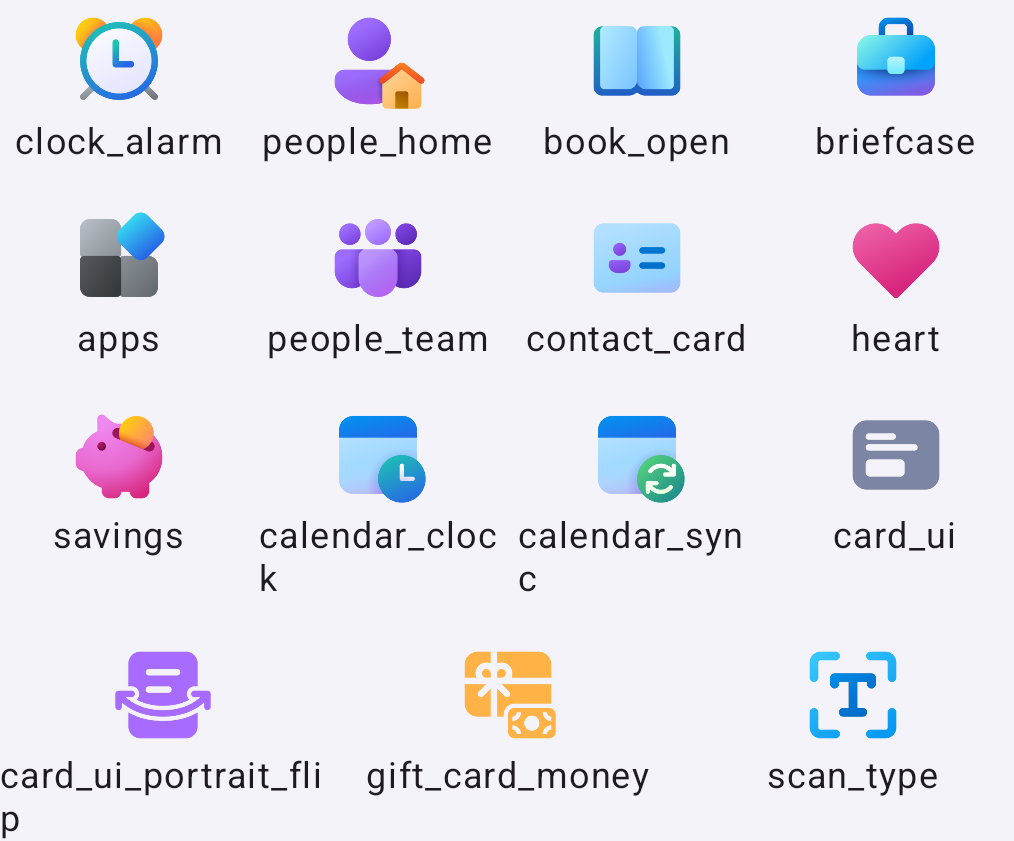 clock_alarm people_home book_open briefcase
apps people_team contact_card heart
savings calendar_cloc calendar_syn card_ui
k c
card_ui_portrait_fli gift_card_money scan_type
p